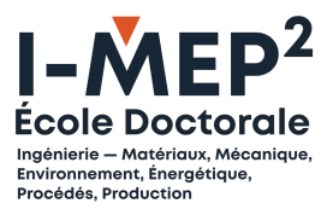 I-MEP²
École Doctorale
Ingénierie — Matériaux, Mécanique,
Environnement, Énergétique,
Procédés, Production